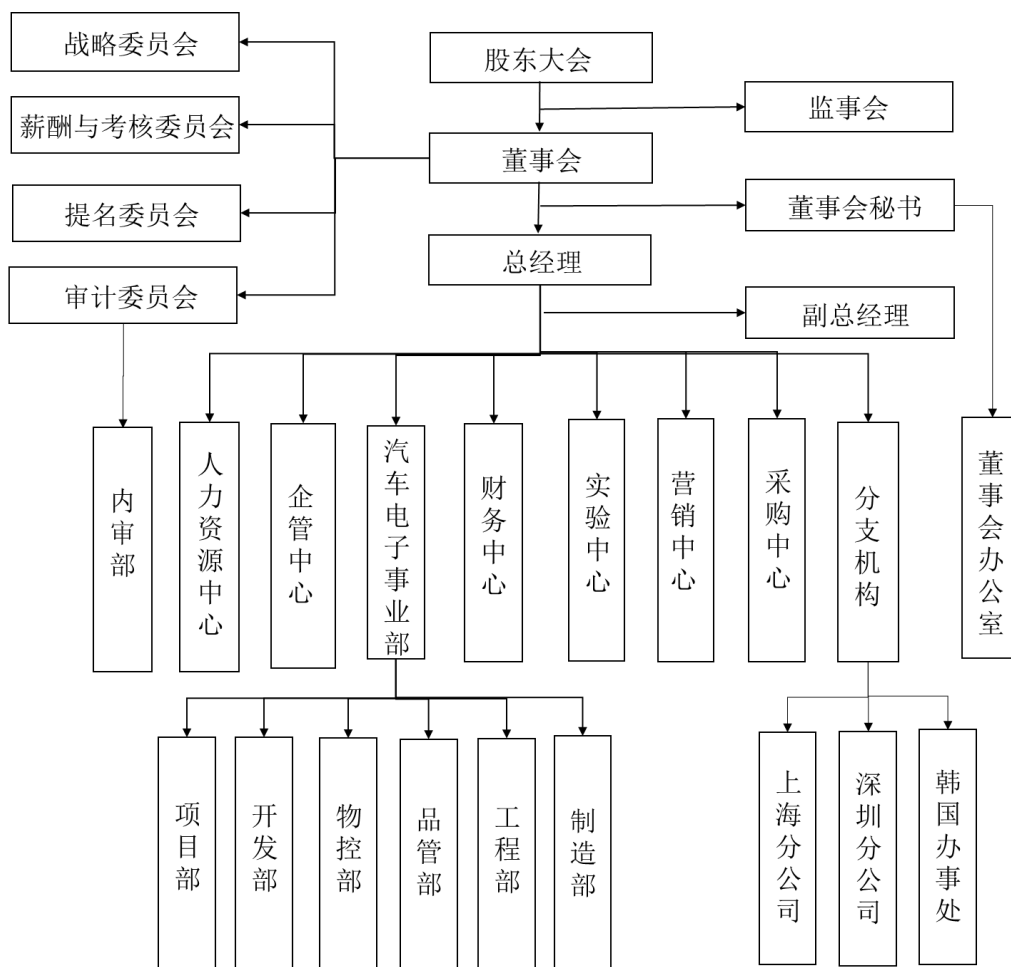 战略委员会
股东大会
薪酬与考核委员会
监事会
董事会
提名委员会
董事会秘书
总经理
审计委员会
副总经理
内审部
人力资源中心
企管中心
汽车电子事业部
财务中心
实验中心
营销中心
采购中心
分支机构
董事会办公室
项目部
开发部
物控部
品管部
工程部
制造部
上海分公司
深圳分公司
韩国办事处